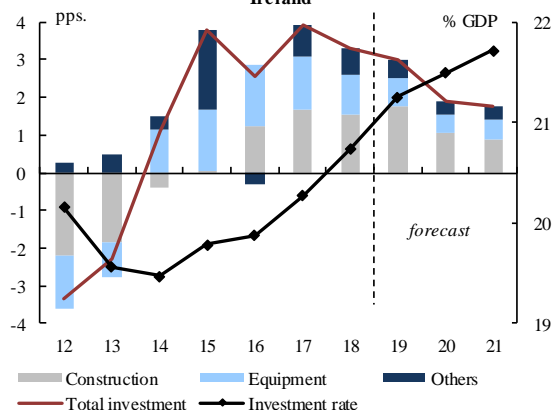 Ireland
pps.
% GDP
4
3
2
1
0
-1
-2
-3
-4
22
21
20
19
forecast
12 13 14 15 16 17 18 19 20 21
Construction Equipment Others
Total investment Investment rate